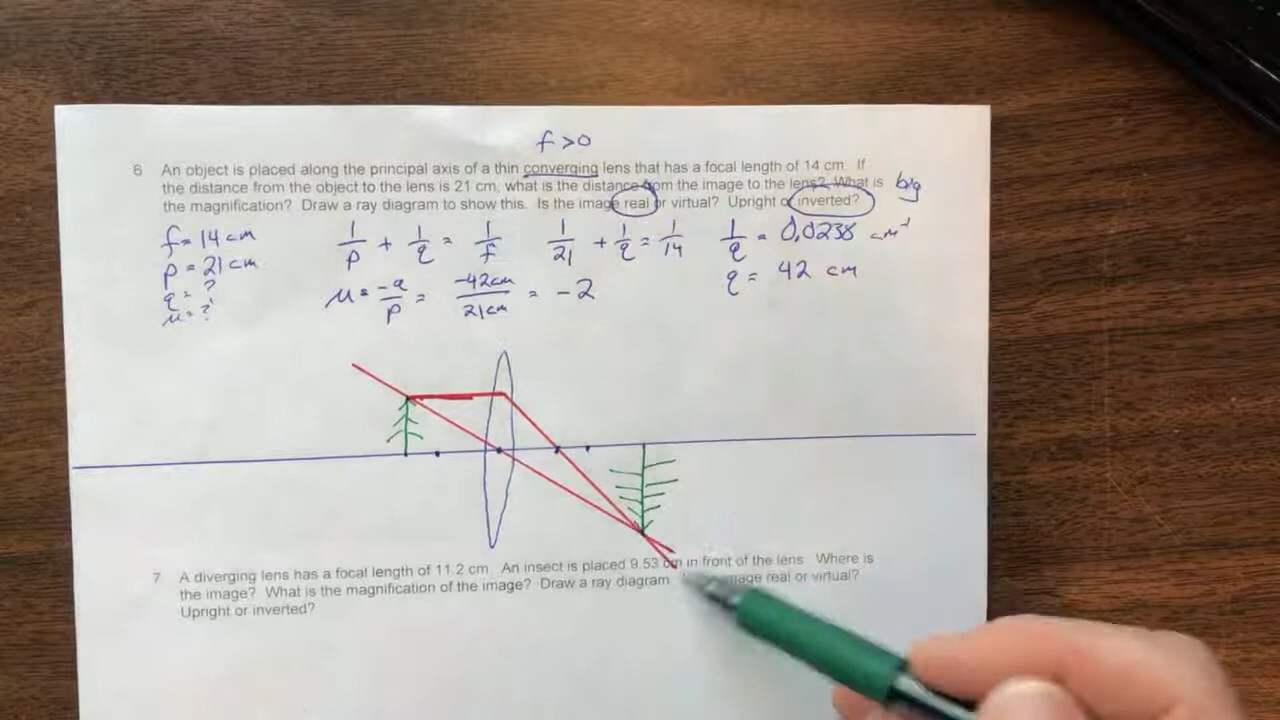 f>0
6 An object is placed along the principal axis of a thin converging lens that has a focal length of 14 cm. If
the distance from the object to the lens is 21 cm, what is the distance from the image to the lens? What is big
the magnification? Draw a ray diagram to show this. Is the image real or virtual? Upright or inverted?
f= 14 cm
p = 21 cm
q = ?
M = ?
1/p + 1/q = 1/f
1/21 + 1/q = 1/14
1/q = 0.0238 cm⁻¹
q = 42 cm
M = -q/p = -42cm/21cm = -2
7 A diverging lens has a focal length of 11.2 cm. An insect is placed 9.53 cm in front of the lens. Where is
the image? What is the magnification of the image? Draw a ray diagram. image real or virtual?
Upright or inverted?